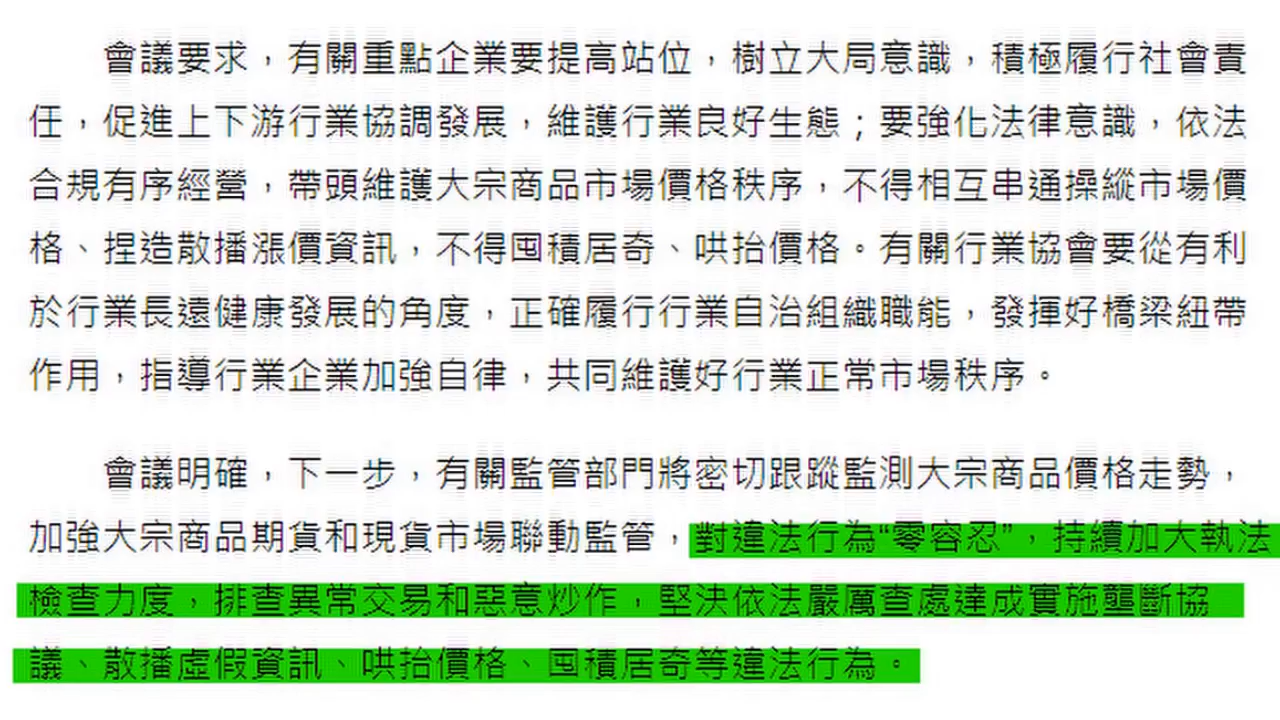 會議要求，有關重點企業要提高站位，樹立大局意識，積極履行社會責
任，促進上下游行業協調發展，維護行業良好生態；要強化法律意識，依法
合規有序經營，帶頭維護大宗商品市場價格秩序，不得相互串通操縱市場價
格、捏造散播漲價資訊，不得囤積居奇、哄抬價格。有關行業協會要從有利
於行業長遠健康發展的角度，正確履行行業自治組織職能，發揮好橋梁紐帶
作用，指導行業企業加強自律，共同維護好行業正常市場秩序。
會議明確，下一步，有關監管部門將密切跟蹤監測大宗商品價格走勢，
加強大宗商品期貨和現貨市場聯動監管，對違法行為“零容忍”，持續加大執法
檢查力度，排查異常交易和惡意炒作，堅決依法嚴厲查處達成實施壟斷協
議、散播虛假資訊、哄抬價格、囤積居奇等違法行為。